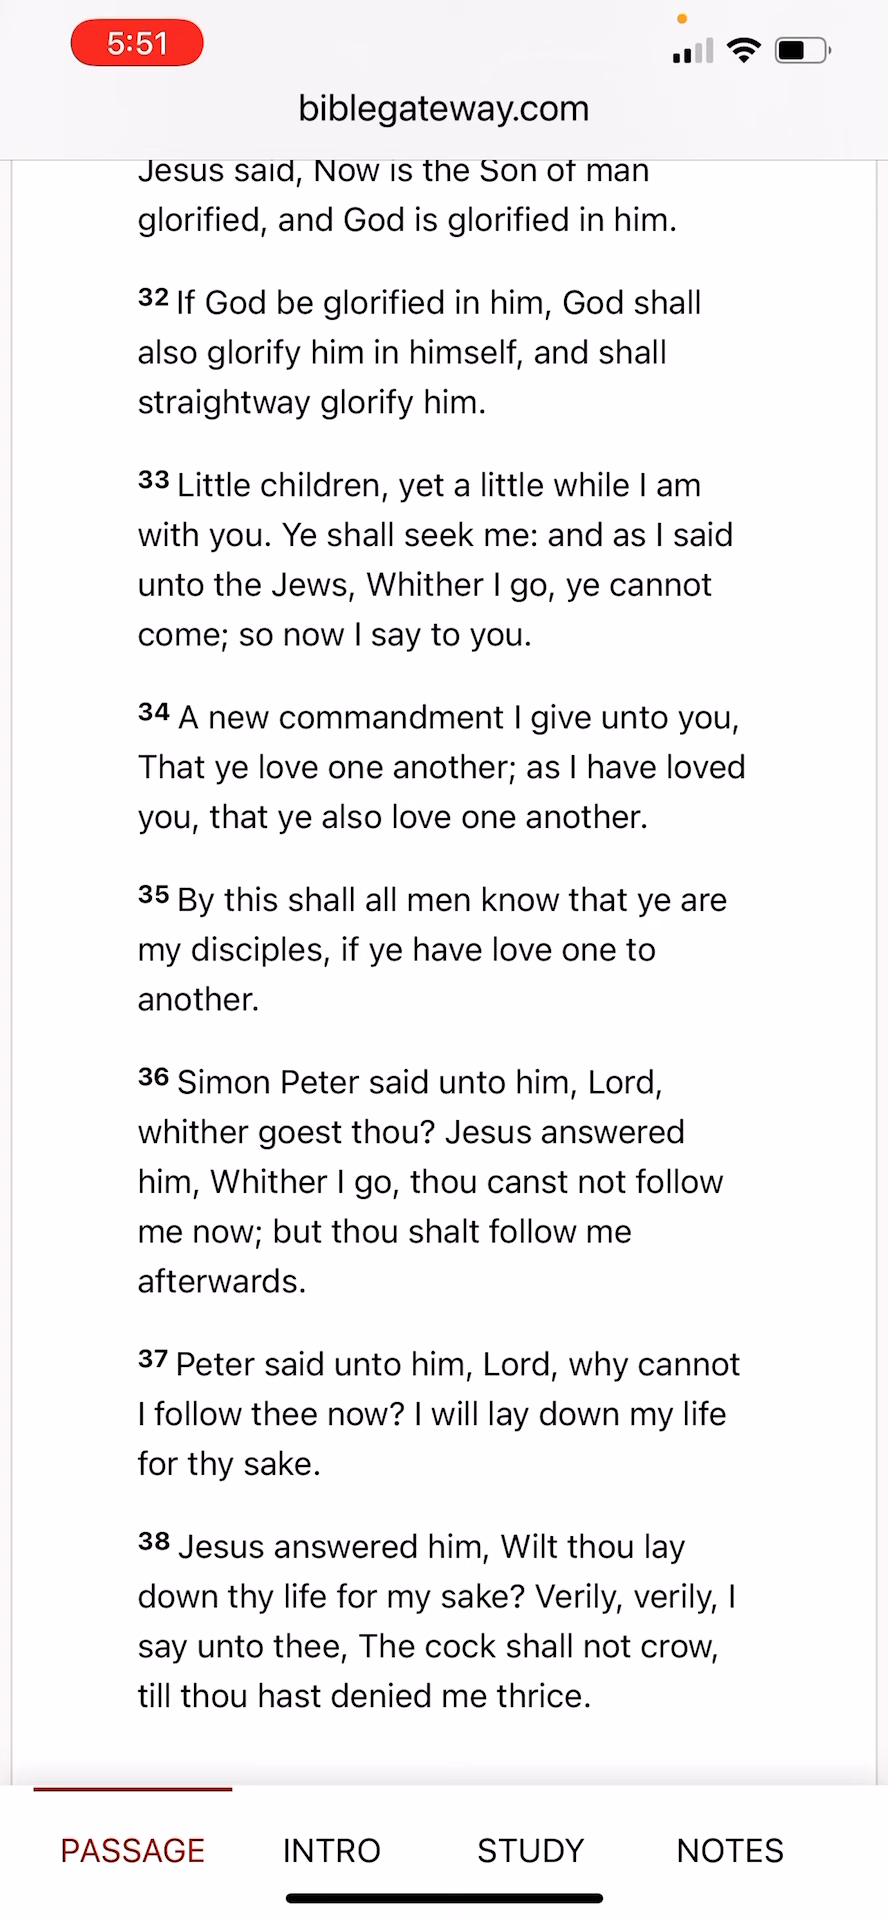 5:51
biblegateway.com
Jesus said, Now is the Son of man
glorified, and God is glorified in him.
32 If God be glorified in him, God shall
also glorify him in himself, and shall
straightway glorify him.
33 Little children, yet a little while I am
with you. Ye shall seek me: and as I said
unto the Jews, Whither I go, ye cannot
come; so now I say to you.
34 A new commandment I give unto you,
That ye love one another; as I have loved
you, that ye also love one another.
35 By this shall all men know that ye are
my disciples, if ye have love one to
another.
36 Simon Peter said unto him, Lord,
whither goest thou? Jesus answered
him, Whither I go, thou canst not follow
me now; but thou shalt follow me
afterwards.
37 Peter said unto him, Lord, why cannot
I follow thee now? I will lay down my life
for thy sake.
38 Jesus answered him, Wilt thou lay
down thy life for my sake? Verily, verily, I
say unto thee, The cock shall not crow,
till thou hast denied me thrice.
PASSAGE INTRO STUDY NOTES